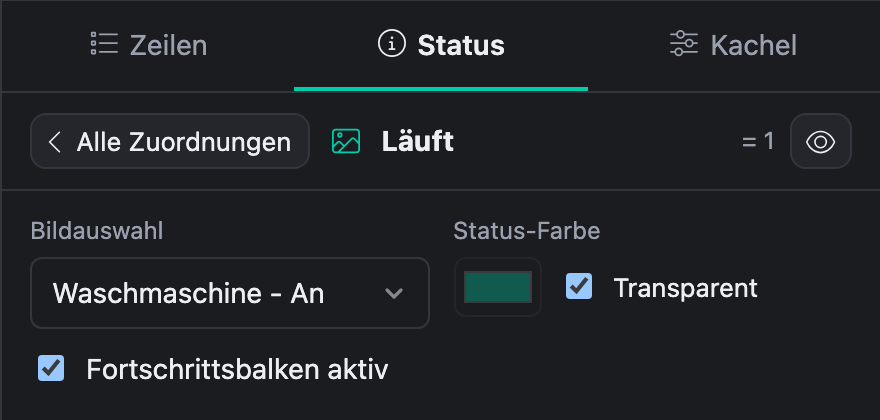 Zeilen Status Kachel
Alle Zuordnungen Läuft = 1
Bildauswahl Status-Farbe
Waschmaschine - An Transparent
Fortschrittsbalken aktiv